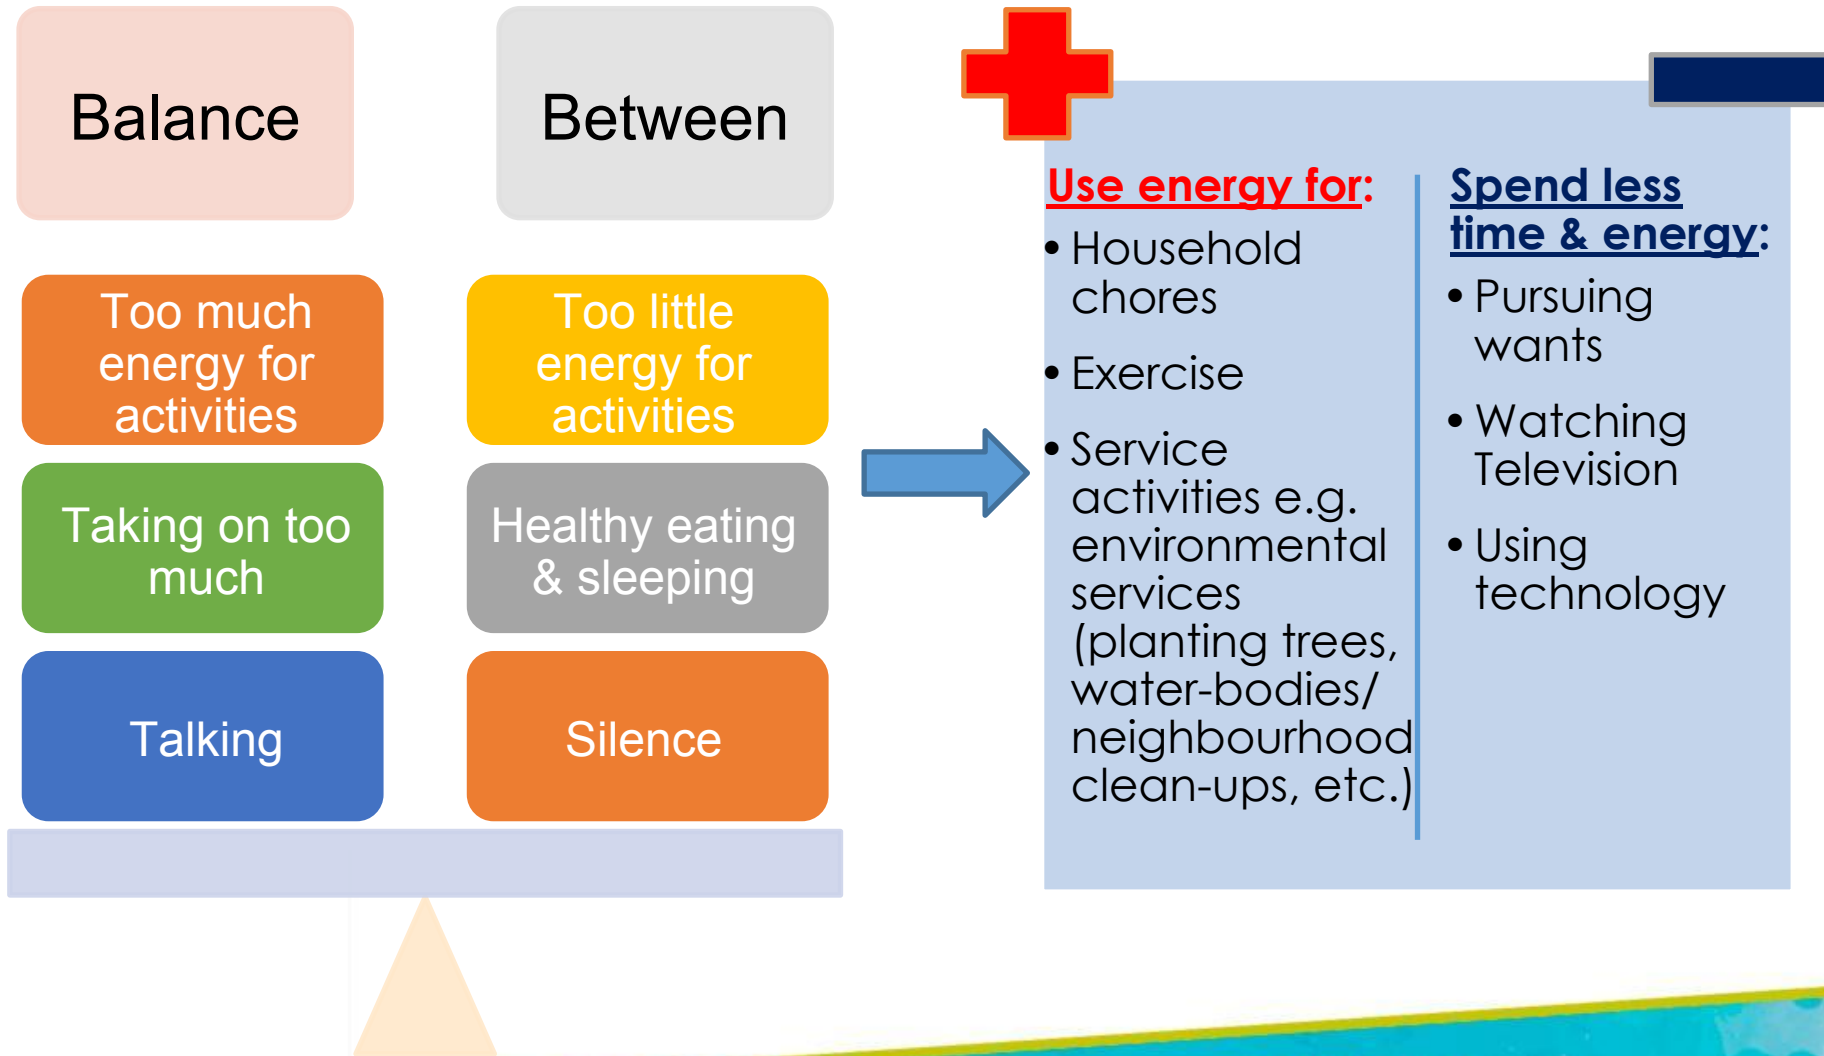 Balance
Between
Too much
energy for
activities
Too little
energy for
activities
Taking on too
much
Healthy eating
& sleeping
Talking
Silence
Use energy for:
• Household
chores
• Exercise
• Service
activities e.g.
environmental
services
(planting trees,
water-bodies/
neighbourhood
clean-ups, etc.)
Spend less
time & energy:
• Pursuing
wants
• Watching
Television
• Using
technology